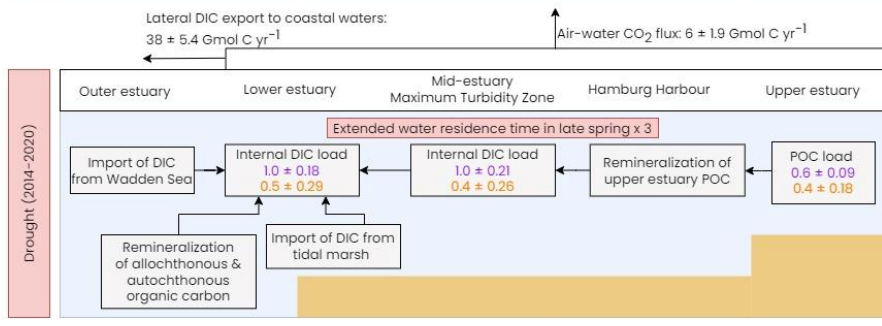 Lateral DIC export to coastal waters:
38 ± 5.4 Gmol C yr⁻¹
Air-water CO₂ flux: 6 ± 1.9 Gmol C yr⁻¹
Outer estuary
Lower estuary
Mid-estuary
Maximum Turbidity Zone
Hamburg Harbour
Upper estuary
Drought (2014-2020)
Extended water residence time in late spring x 3
Import of DIC
from Wadden Sea
Internal DIC load
1.0 ± 0.18
0.5 ± 0.29
Internal DIC load
1.0 ± 0.21
0.4 ± 0.26
Remineralization of
upper estuary POC
POC load
0.6 ± 0.09
0.4 ± 0.18
Remineralization
of allochthonous &
autochthonous
organic carbon
Import of DIC from
tidal marsh